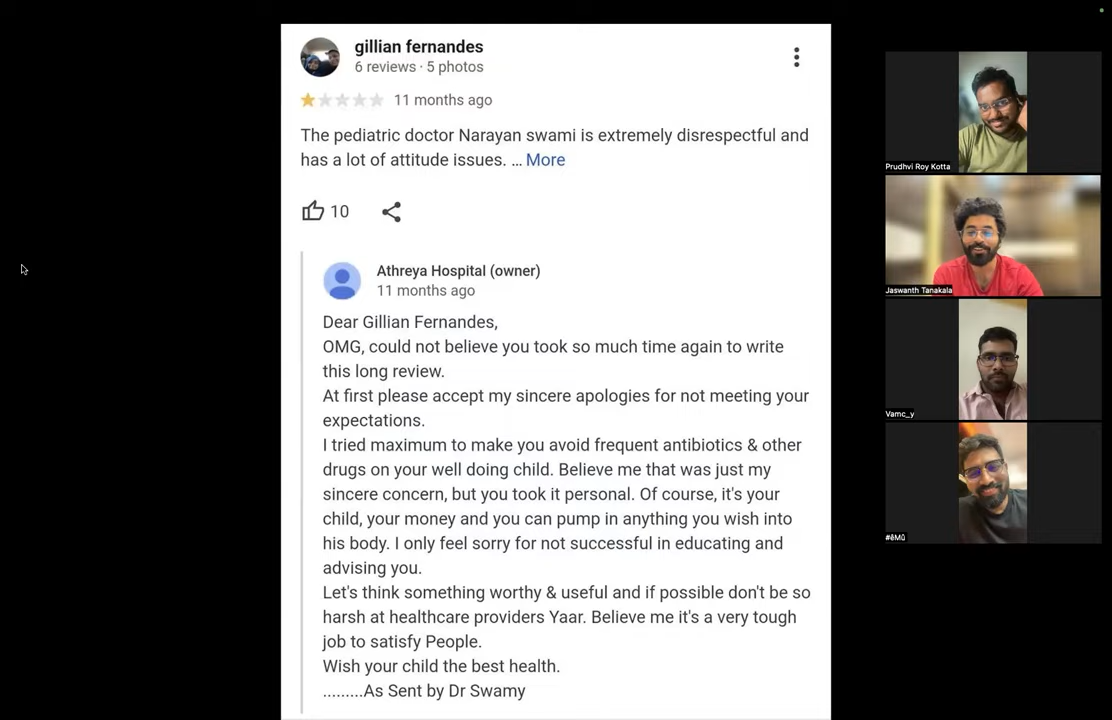 gillian fernandes
6 reviews · 5 photos
11 months ago
The pediatric doctor Narayan swami is extremely disrespectful and
has a lot of attitude issues. … More
10
Athreya Hospital (owner)
11 months ago
Dear Gillian Fernandes,
OMG, could not believe you took so much time again to write
this long review.
At first please accept my sincere apologies for not meeting your
expectations.
I tried maximum to make you avoid frequent antibiotics & other
drugs on your well doing child. Believe me that was just my
sincere concern, but you took it personal. Of course, it's your
child, your money and you can pump in anything you wish into
his body. I only feel sorry for not successful in educating and
advising you.
Let's think something worthy & useful and if possible don't be so
harsh at healthcare providers Yaar. Believe me it's a very tough
job to satisfy People.
Wish your child the best health.
.........As Sent by Dr Swamy
Prudhvi Roy Kotta
Jaswanth Tanakala
Vamc_y
#êMû